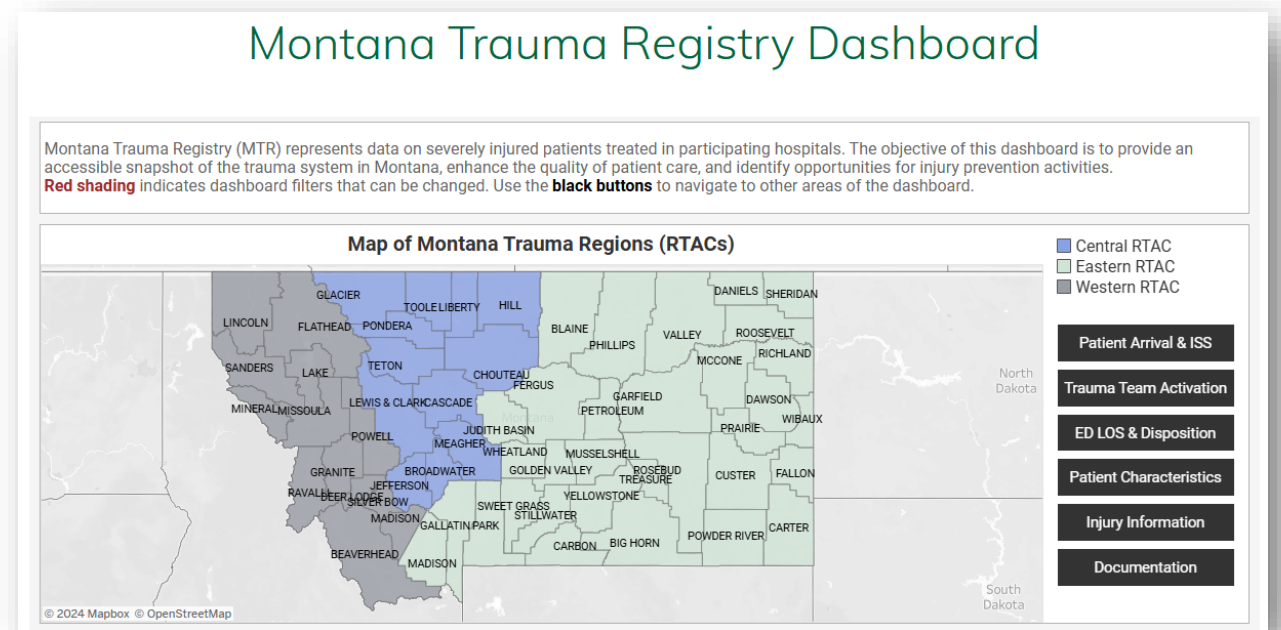 Montana Trauma Registry Dashboard
Montana Trauma Registry (MTR) represents data on severely injured patients treated in participating hospitals. The objective of this dashboard is to provide an
accessible snapshot of the trauma system in Montana, enhance the quality of patient care, and identify opportunities for injury prevention activities.
Red shading indicates dashboard filters that can be changed. Use the black buttons to navigate to other areas of the dashboard.
Map of Montana Trauma Regions (RTACs)
Central RTAC
Eastern RTAC
Western RTAC
Patient Arrival & ISS
Trauma Team Activation
ED LOS & Disposition
Patient Characteristics
Injury Information
Documentation
GLACIER
TOOLE
LIBERTY
HILL
DANIELS
SHERIDAN
LINCOLN
FLATHEAD
PONDERA
BLAINE
PHILLIPS
VALLEY
ROOSEVELT
SANDERS
LAKE
TETON
CHOUTEAU
FERGUS
MCCONE
RICHLAND
MINERAL
MISSOULA
LEWIS & CLARK
CASCADE
Montana
PETROLEUM
GARFIELD
DAWSON
WIBAUX
POWELL
JUDITH BASIN
MEAGHER
WHEATLAND
MUSSELSHELL
PRAIRIE
GRANITE
BROADWATER
GOLDEN VALLEY
ROSEBUD
TREASURE
CUSTER
FALLON
RAVALLI
DEER LODGE
SILVER BOW
JEFFERSON
MADISON
GALLATIN
PARK
SWEET GRASS
STILLWATER
YELLOWSTONE
BEAVERHEAD
MADISON
CARBON
BIG HORN
POWDER RIVER
CARTER
North
Dakota
South
Dakota
© 2024 Mapbox © OpenStreetMap